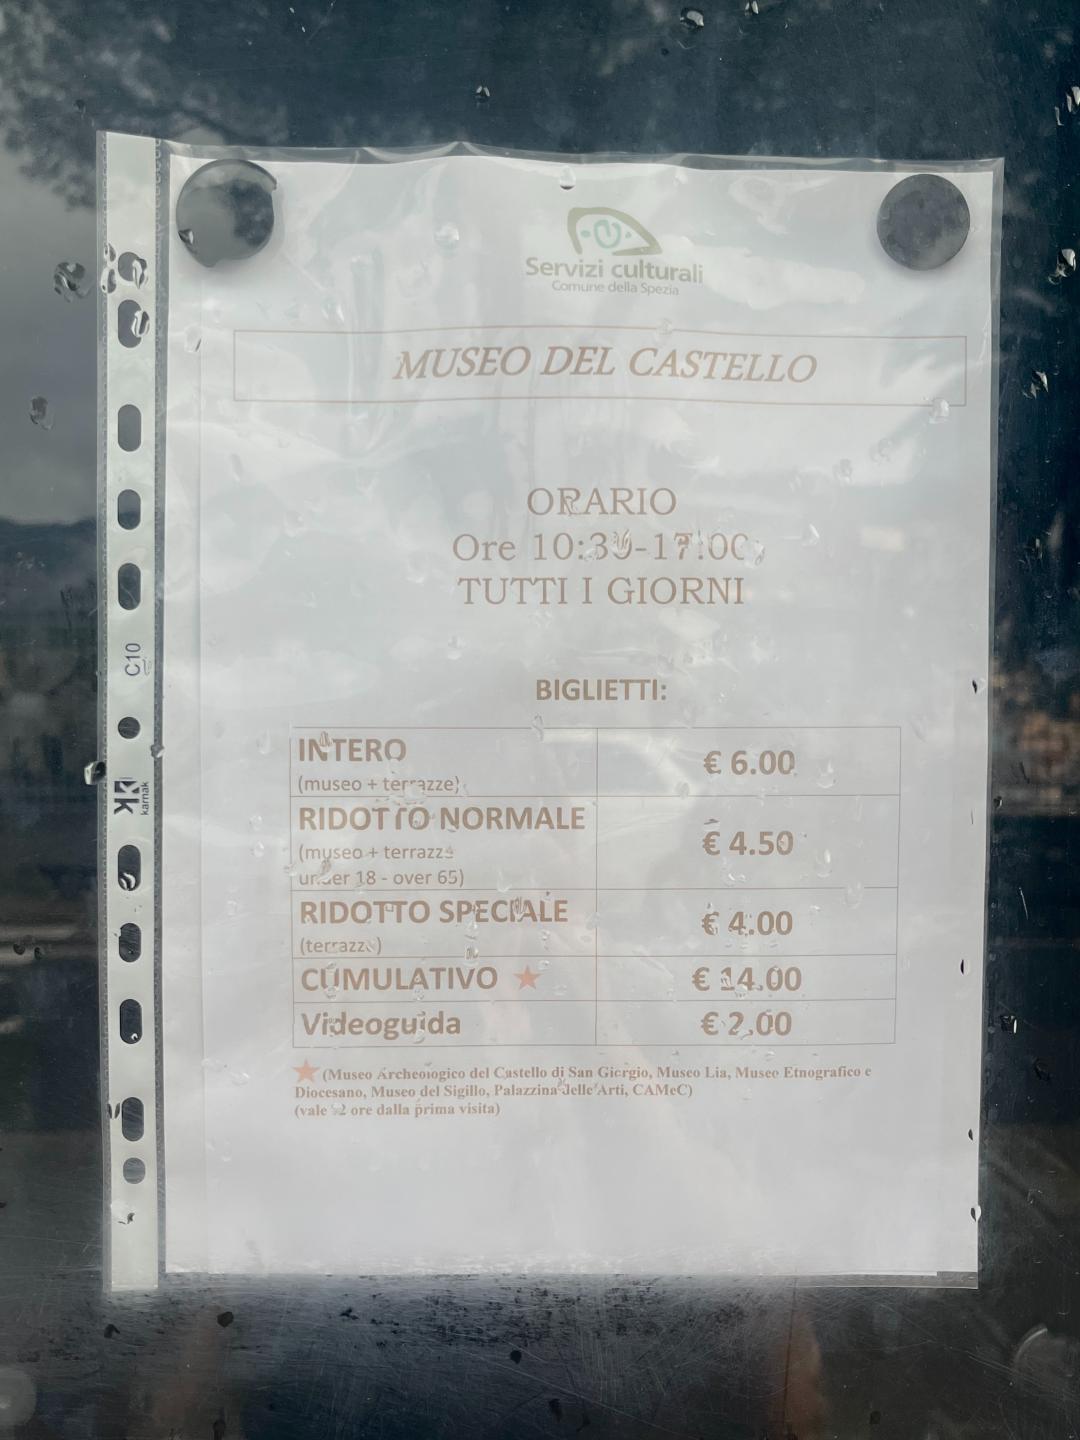 Servizi culturali
Comune della Spezia
MUSEO DEL CASTELLO
ORARIO
Ore 10:30-17:00
TUTTI I GIORNI
BIGLIETTI:
INTERO
(museo + terrazze)
€ 6.00
RIDOTTO NORMALE
(museo + terrazze
under 18 - over 65)
€ 4.50
RIDOTTO SPECIALE
(terrazze)
€ 4.00
CUMULATIVO ★
€ 14.00
Videoguida
€ 2.00
★ (Museo Archeologico del Castello di San Giorgio, Museo Lia, Museo Etnografico e
Diocesano, Museo del Sigillo, Palazzina delle Arti, CAMeC)
(vale ore dalla prima visita)
C10
karnak